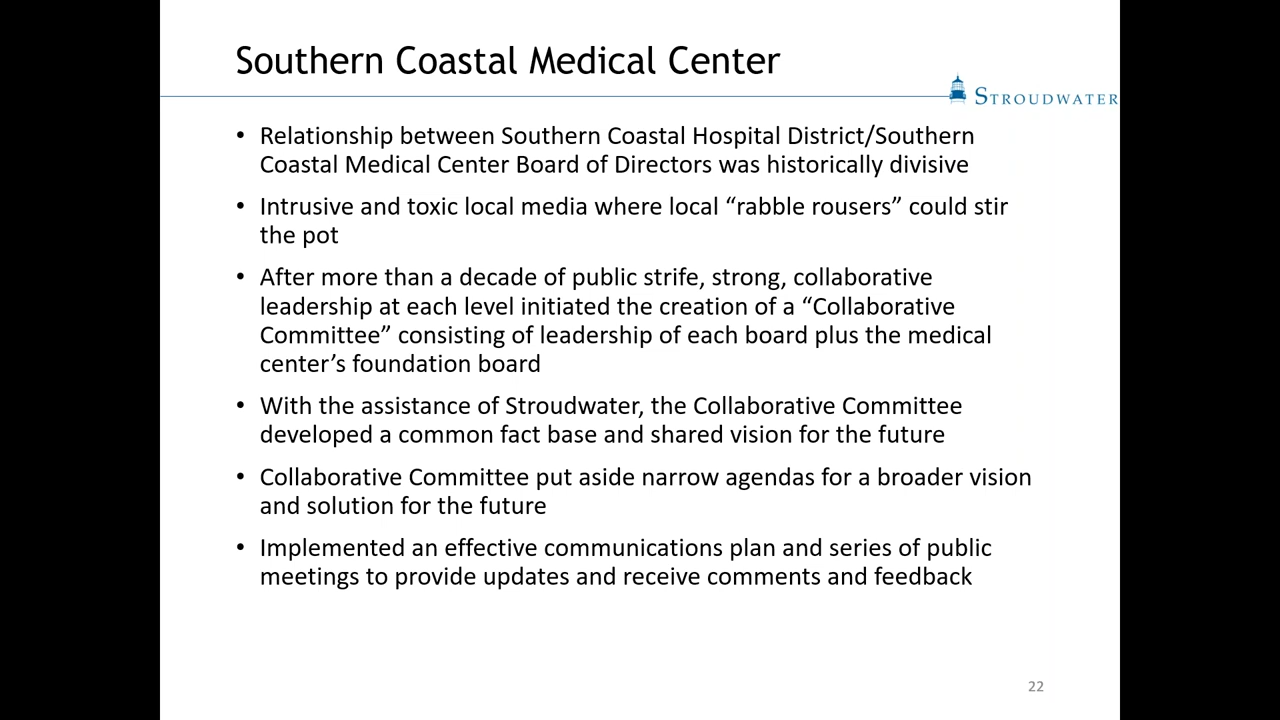 Southern Coastal Medical Center
STROUDWATER
• Relationship between Southern Coastal Hospital District/Southern
Coastal Medical Center Board of Directors was historically divisive
• Intrusive and toxic local media where local “rabble rousers” could stir
the pot
• After more than a decade of public strife, strong, collaborative
leadership at each level initiated the creation of a “Collaborative
Committee” consisting of leadership of each board plus the medical
center’s foundation board
• With the assistance of Stroudwater, the Collaborative Committee
developed a common fact base and shared vision for the future
• Collaborative Committee put aside narrow agendas for a broader vision
and solution for the future
• Implemented an effective communications plan and series of public
meetings to provide updates and receive comments and feedback
22